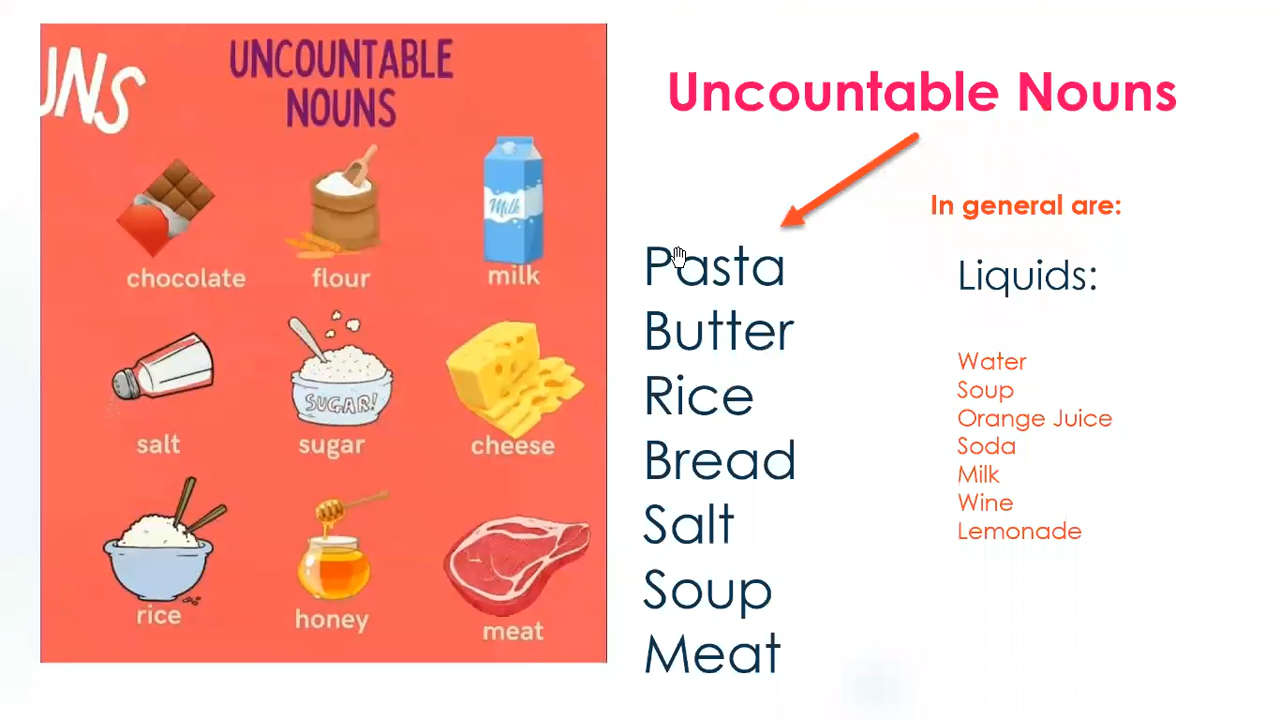 UNS
UNCOUNTABLE
NOUNS
Milk
chocolate
flour
milk
SUGAR!
salt
sugar
cheese
rice
honey
meat
Uncountable Nouns
Pasta
Butter
Rice
Bread
Salt
Soup
Meat
In general are:
Liquids:
Water
Soup
Orange Juice
Soda
Milk
Wine
Lemonade